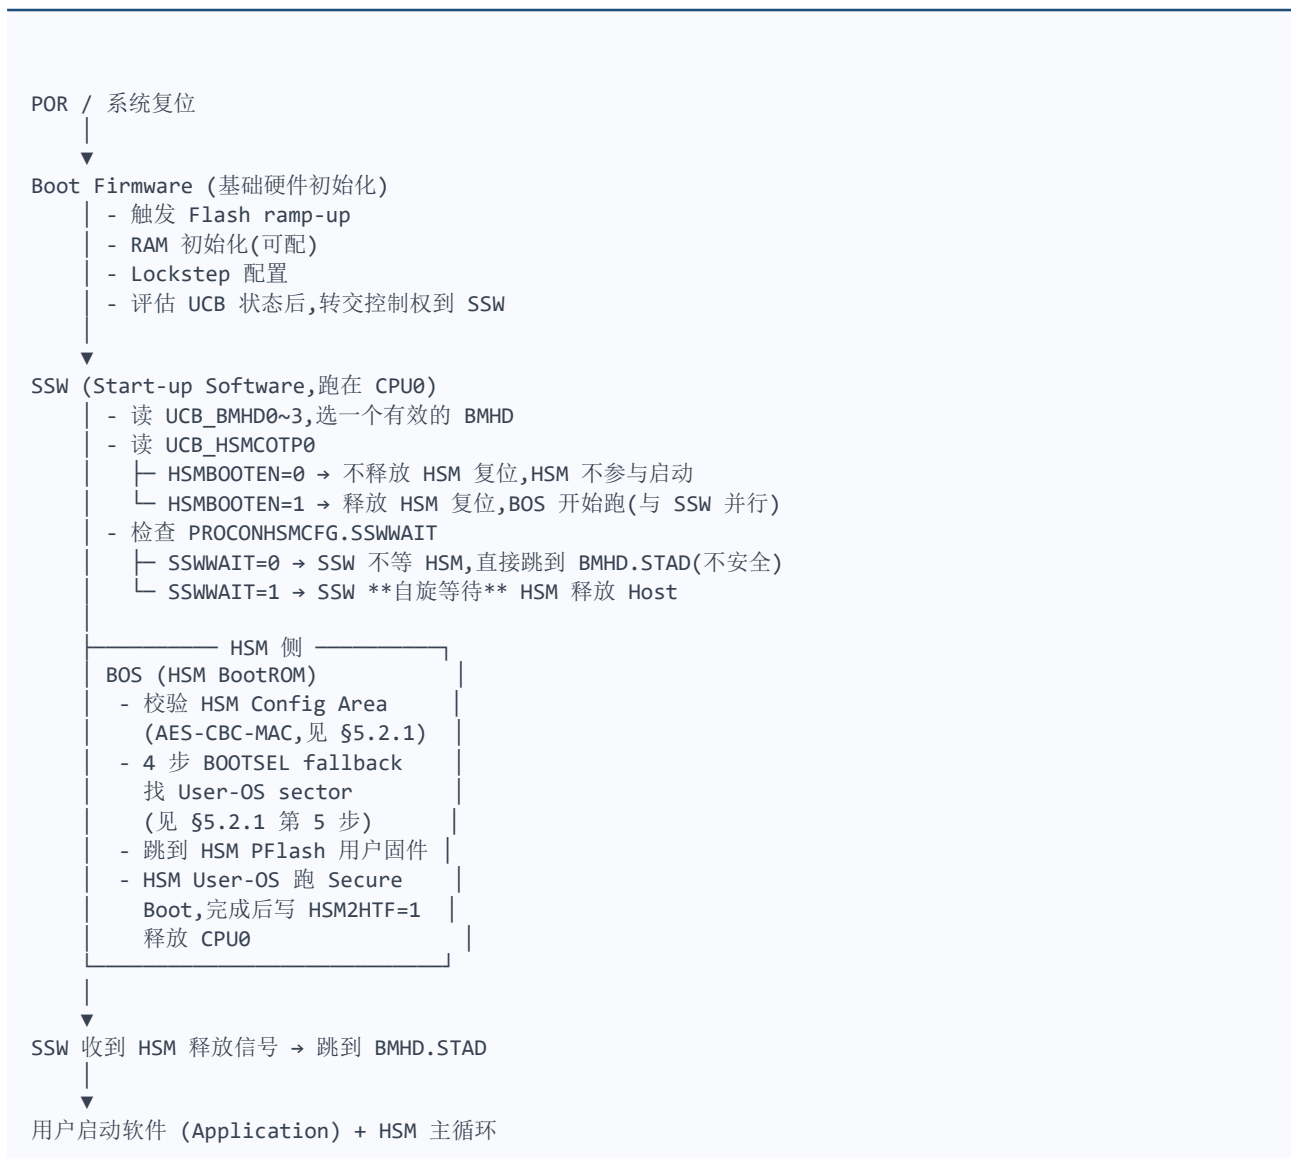 POR / 系统复位
│
▼
Boot Firmware (基础硬件初始化)
│ - 触发 Flash ramp-up
│ - RAM 初始化(可配)
│ - Lockstep 配置
│ - 评估 UCB 状态后,转交控制权到 SSW
│
▼
SSW (Start-up Software,跑在 CPU0)
│ - 读 UCB_BMHD0~3,选一个有效的 BMHD
│ - 读 UCB_HSMCOTP0
│   ├─ HSMBOOTEN=0 → 不释放 HSM 复位,HSM 不参与启动
│   └─ HSMBOOTEN=1 → 释放 HSM 复位,BOS 开始跑(与 SSW 并行)
│ - 检查 PROCONHSMCFG.SSWWAIT
│   ├─ SSWWAIT=0 → SSW 不等 HSM,直接跳到 BMHD.STAD(不安全)
│   └─ SSWWAIT=1 → SSW **自旋等待** HSM 释放 Host
│
├────────── HSM 侧 ──────────┐
│ BOS (HSM BootROM)          │
│  - 校验 HSM Config Area    │
│    (AES-CBC-MAC,见 §5.2.1) │
│  - 4 步 BOOTSEL fallback   │
│    找 User-OS sector       │
│    (见 §5.2.1 第 5 步)     │
│  - 跳到 HSM PFlash 用户固件 │
│  - HSM User-OS 跑 Secure   │
│    Boot,完成后写 HSM2HTF=1 │
│    释放 CPU0               │
└────────────────────────────┘
│
▼
SSW 收到 HSM 释放信号 → 跳到 BMHD.STAD
│
▼
用户启动软件 (Application) + HSM 主循环